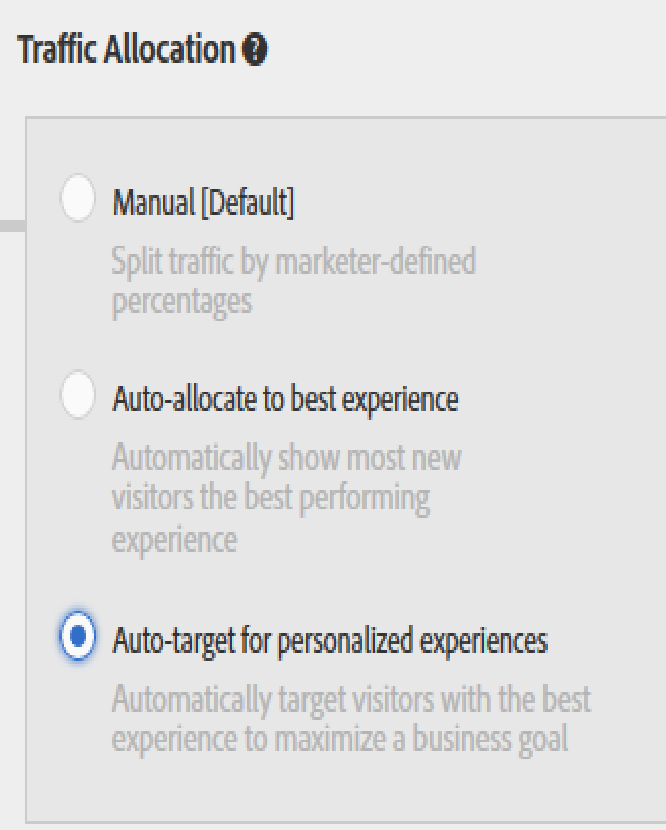 Traffic Allocation ?
Manual [Default]
Split traffic by marketer-defined
percentages
Auto-allocate to best experience
Automatically show most new
visitors the best performing
experience
Auto-target for personalized experiences
Automatically target visitors with the best
experience to maximize a business goal